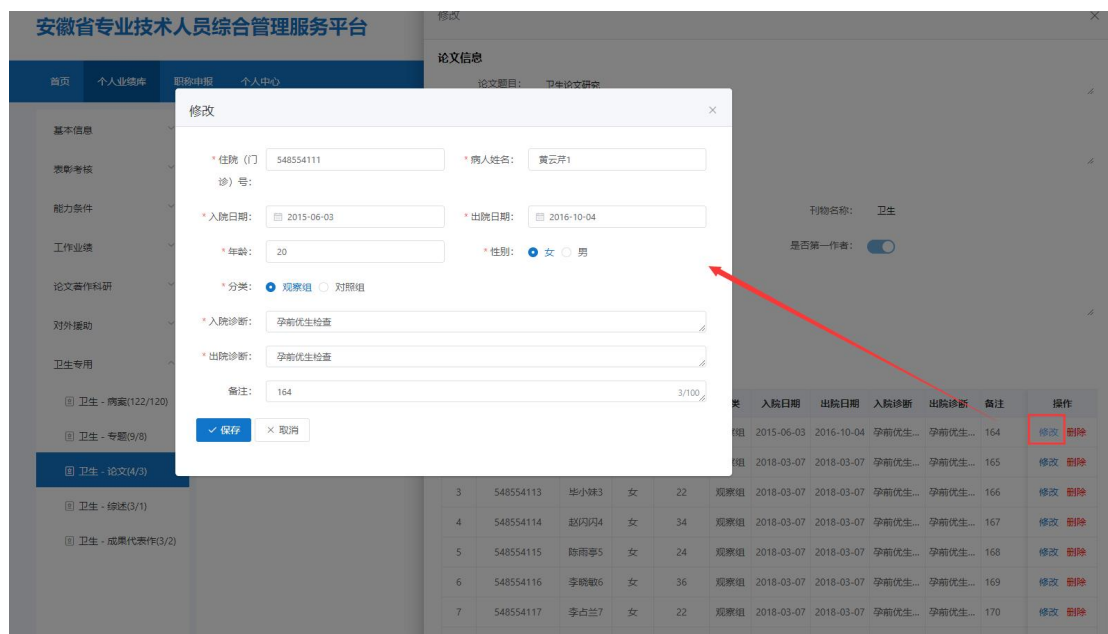 安徽省专业技术人员综合管理服务平台
首页 个人业绩库 职称申报 个人中心
基本信息
表彰考核
能力条件
工作业绩
论文著作科研
对外援助
卫生专用
卫生 - 病案(122/120)
卫生 - 专题(9/8)
卫生 - 论文(4/3)
卫生 - 综述(3/1)
卫生 - 成果代表作(3/2)
修改
论文信息
论文题目: 卫生论文研究
刊物名称: 卫生
是否第一作者:
修改
* 住院（门诊）号: 548554111 * 病人姓名: 黄云芹1
* 入院日期: 2015-06-03 * 出院日期: 2016-10-04
* 年龄: 20 * 性别: 女 男
* 分类: 观察组 对照组
* 入院诊断: 孕前优生检查
* 出院诊断: 孕前优生检查
备注: 164 3/100
保存 × 取消
类 入院日期 出院日期 入院诊断 出院诊断 备注 操作
察组 2015-06-03 2016-10-04 孕前优生... 孕前优生... 164 修改 删除
察组 2018-03-07 2018-03-07 孕前优生... 孕前优生... 165 修改 删除
3 548554113 毕小妹3 女 22 观察组 2018-03-07 2018-03-07 孕前优生... 孕前优生... 166 修改 删除
4 548554114 赵闪闪4 女 34 观察组 2018-03-07 2018-03-07 孕前优生... 孕前优生... 167 修改 删除
5 548554115 陈雨亭5 女 24 观察组 2018-03-07 2018-03-07 孕前优生... 孕前优生... 168 修改 删除
6 548554116 李晓敏6 女 36 观察组 2018-03-07 2018-03-07 孕前优生... 孕前优生... 169 修改 删除
7 548554117 李占兰7 女 22 观察组 2018-03-07 2018-03-07 孕前优生... 孕前优生... 170 修改 删除